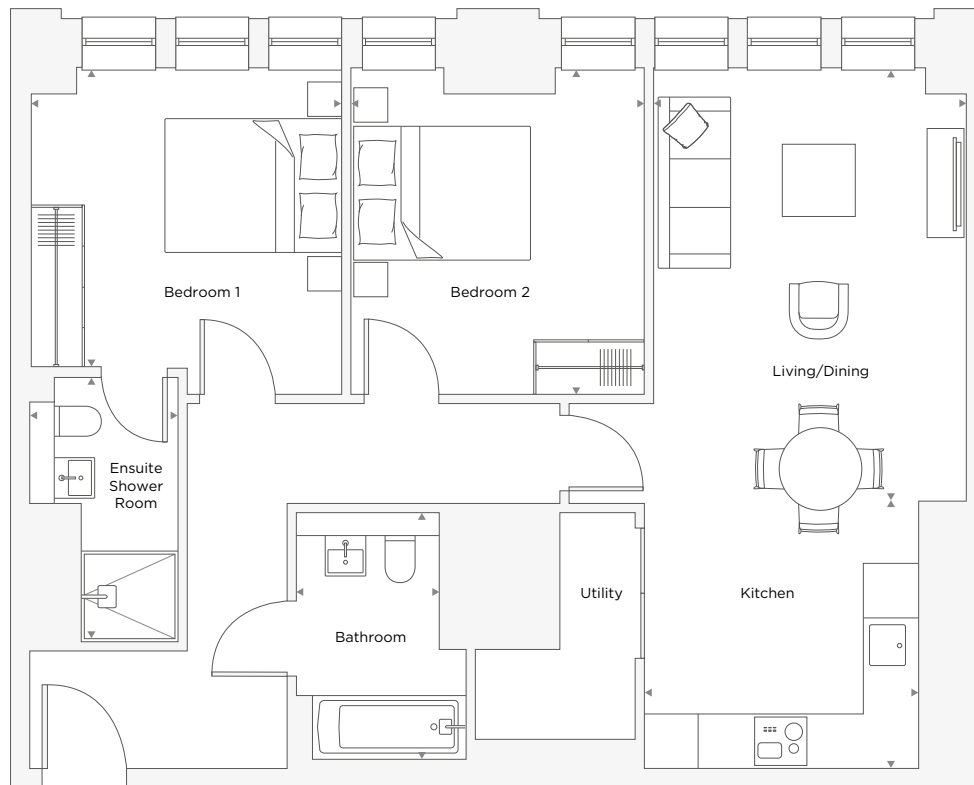 Bedroom 1
Bedroom 2
Living/Dining
Ensuite
Shower
Room
Utility
Kitchen
Bathroom